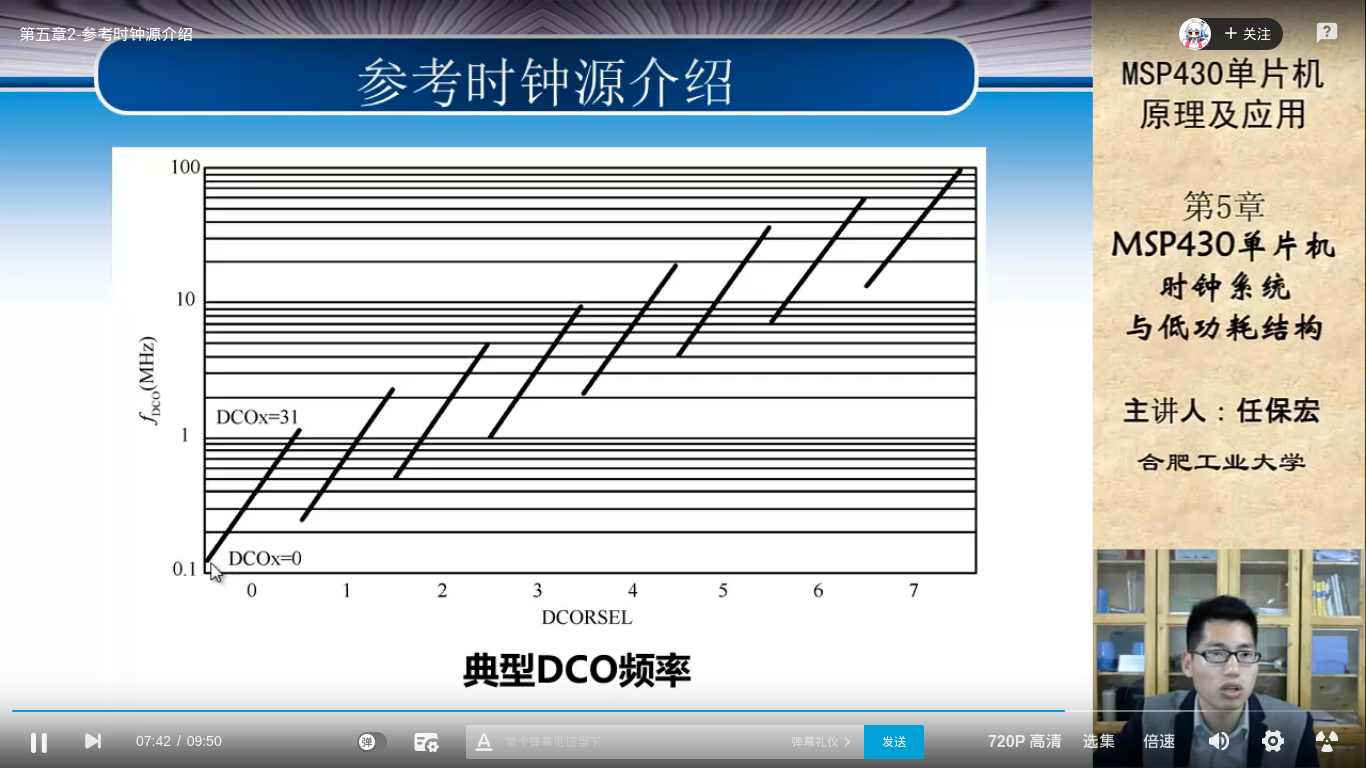 第五章2-参考时钟源介绍
+ 关注
参考时钟源介绍
MSP430单片机
原理及应用
第5章
MSP430单片机
时钟系统
与低功耗结构
主讲人：任保宏
合肥工业大学
100
10
1
0.1
fDCO(MHz)
DCOx=31
DCOx=0
0 1 2 3 4 5 6 7
DCORSEL
典型DCO频率
07:42 / 09:50
弹
A 发个弹幕见证当下 弹幕礼仪 > 发送
720P 高清 选集 倍速